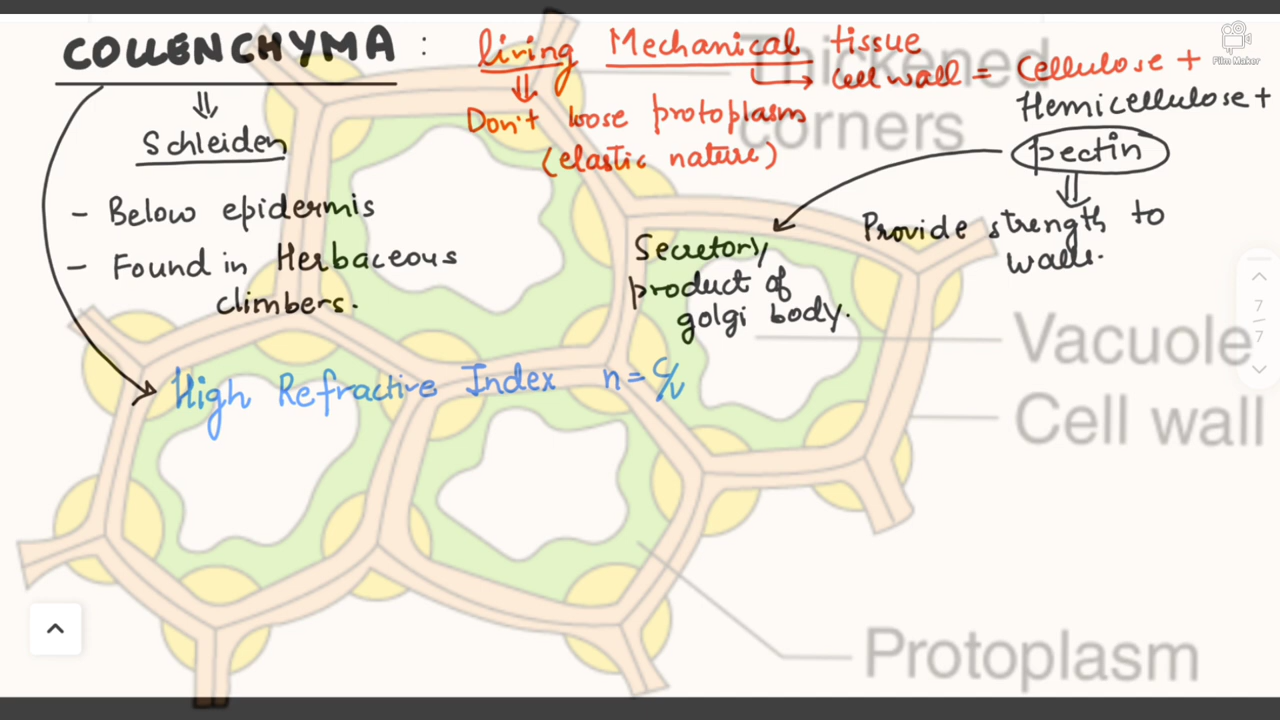 COLLENCHYMA : living Mechanical tissue
cell wall = Cellulose +
Hemicellulose +
pectin
Don't loose protoplasm
(elastic nature)
Schleiden
- Below epidermis
- Found in Herbaceous
climbers.
Secretory
product of
golgi body.
Provide strength to
walls.
High Refractive Index n = c/v
Thickened
corners
Vacuole
Cell wall
Protoplasm
7
7
Film Maker